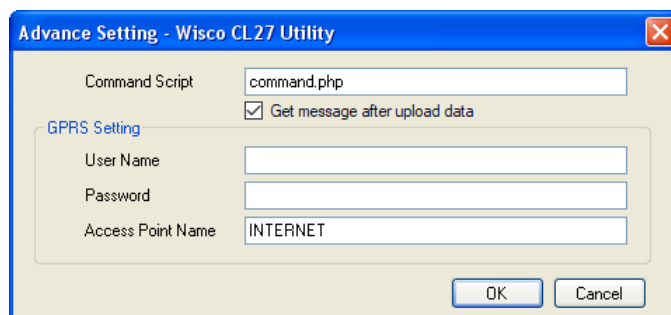 Advance Setting - Wisco CL27 Utility
Command Script command.php
Get message after upload data
GPRS Setting
User Name
Password
Access Point Name INTERNET
OK Cancel